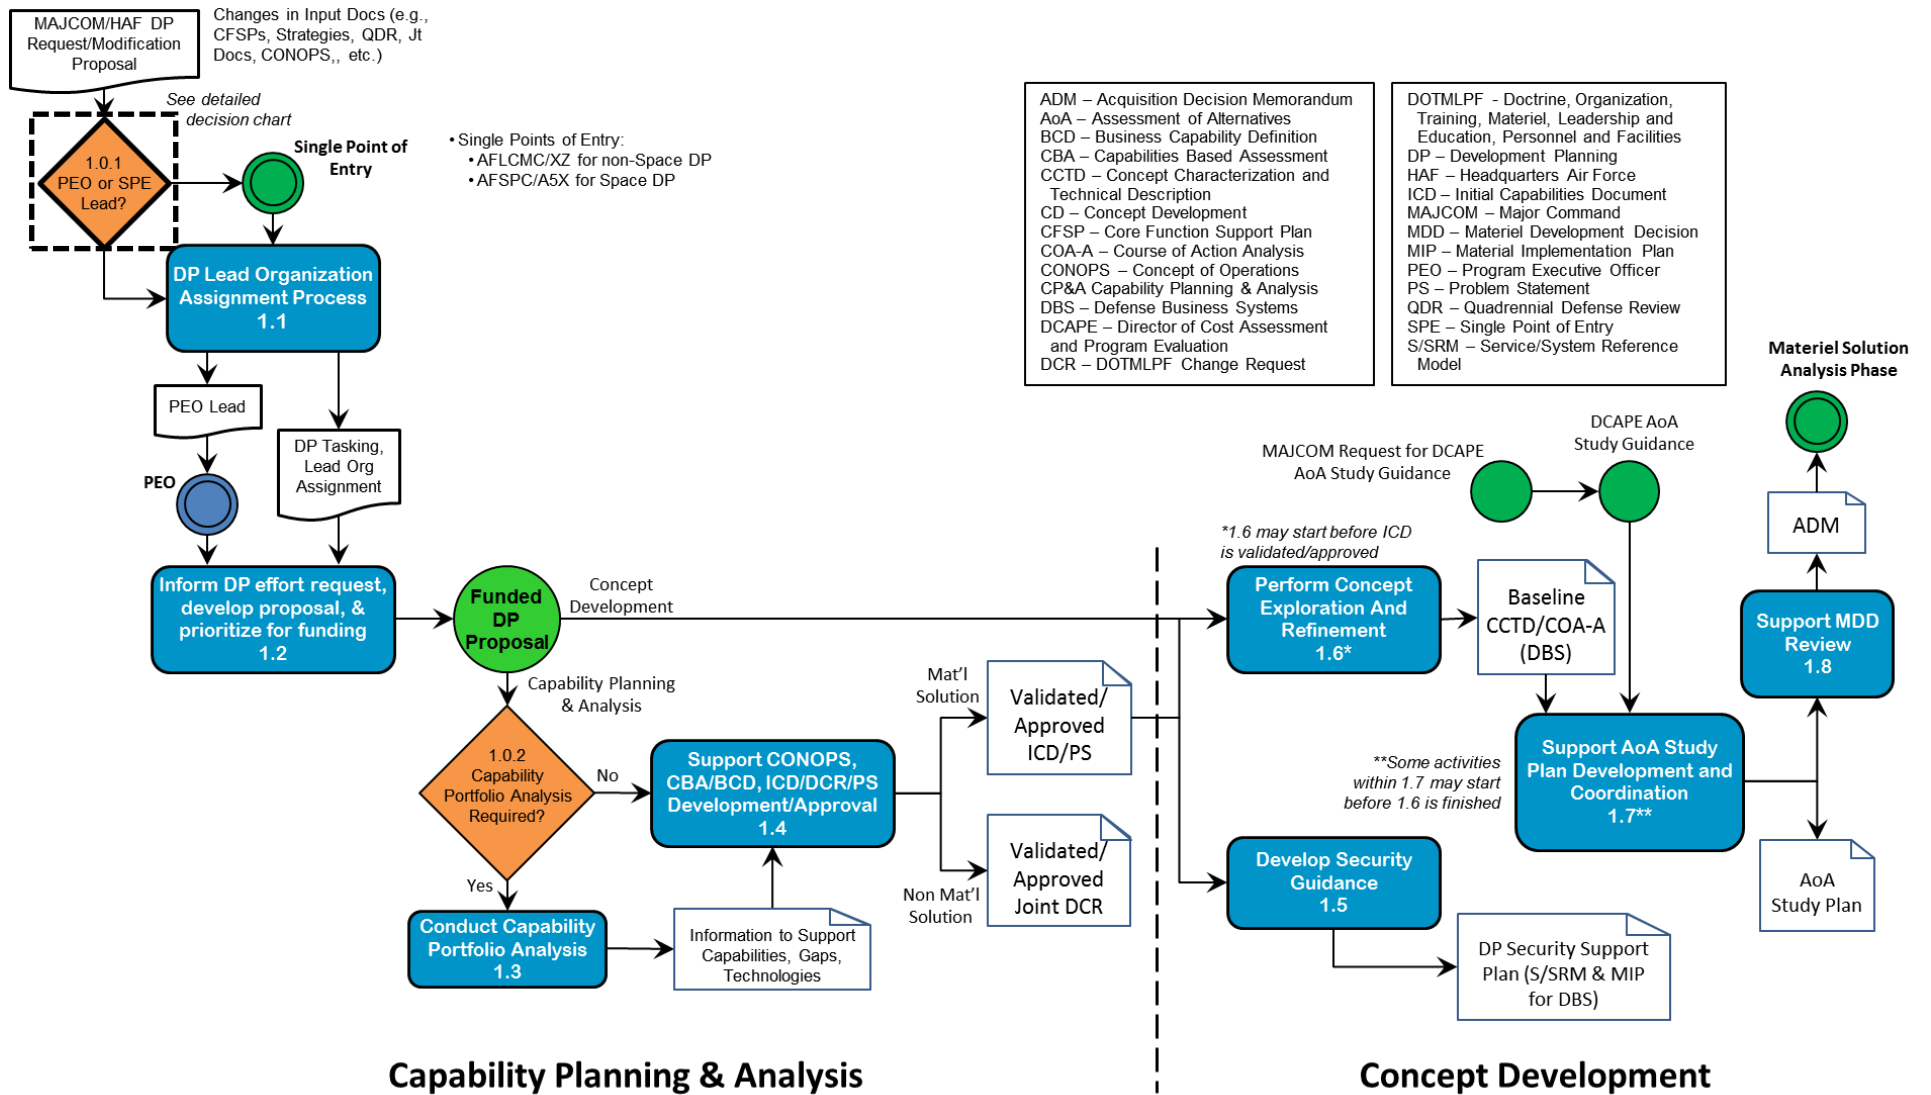 MAJCOM/HAF DP
Request/Modification
Proposal
Changes in Input Docs (e.g.,
CFSPs, Strategies, QDR, Jt
Docs, CONOPS,, etc.)
See detailed
decision chart
1.0.1
PEO or SPE
Lead?
Single Point of
Entry
• Single Points of Entry:
• AFLCMC/XZ for non-Space DP
• AFSPC/A5X for Space DP
DP Lead Organization
Assignment Process
1.1
PEO Lead
DP Tasking,
Lead Org
Assignment
PEO
Inform DP effort request,
develop proposal, &
prioritize for funding
1.2
Funded
DP
Proposal
Concept
Development
Capability Planning
& Analysis
1.0.2
Capability
Portfolio Analysis
Required?
No
Yes
Conduct Capability
Portfolio Analysis
1.3
Information to Support
Capabilities, Gaps,
Technologies
Support CONOPS,
CBA/BCD, ICD/DCR/PS
Development/Approval
1.4
Mat'l
Solution
Validated/
Approved
ICD/PS
Non Mat'l
Solution
Validated/
Approved
Joint DCR
ADM – Acquisition Decision Memorandum
AoA – Assessment of Alternatives
BCD – Business Capability Definition
CBA – Capabilities Based Assessment
CCTD – Concept Characterization and
Technical Description
CD – Concept Development
CFSP – Core Function Support Plan
COA-A – Course of Action Analysis
CONOPS – Concept of Operations
CP&A Capability Planning & Analysis
DBS – Defense Business Systems
DCAPE – Director of Cost Assessment
and Program Evaluation
DCR – DOTMLPF Change Request
DOTMLPF - Doctrine, Organization,
Training, Materiel, Leadership and
Education, Personnel and Facilities
DP – Development Planning
HAF – Headquarters Air Force
ICD – Initial Capabilities Document
MAJCOM – Major Command
MDD – Materiel Development Decision
MIP – Material Implementation Plan
PEO – Program Executive Officer
PS – Problem Statement
QDR – Quadrennial Defense Review
SPE – Single Point of Entry
S/SRM – Service/System Reference
Model
Materiel Solution
Analysis Phase
MAJCOM Request for DCAPE
AoA Study Guidance
DCAPE AoA
Study Guidance
ADM
*1.6 may start before ICD
is validated/approved
Perform Concept
Exploration And
Refinement
1.6*
Baseline
CCTD/COA-A
(DBS)
Support MDD
Review
1.8
**Some activities
within 1.7 may start
before 1.6 is finished
Support AoA Study
Plan Development and
Coordination
1.7**
Develop Security
Guidance
1.5
AoA
Study Plan
DP Security Support
Plan (S/SRM & MIP
for DBS)
Capability Planning & Analysis
Concept Development